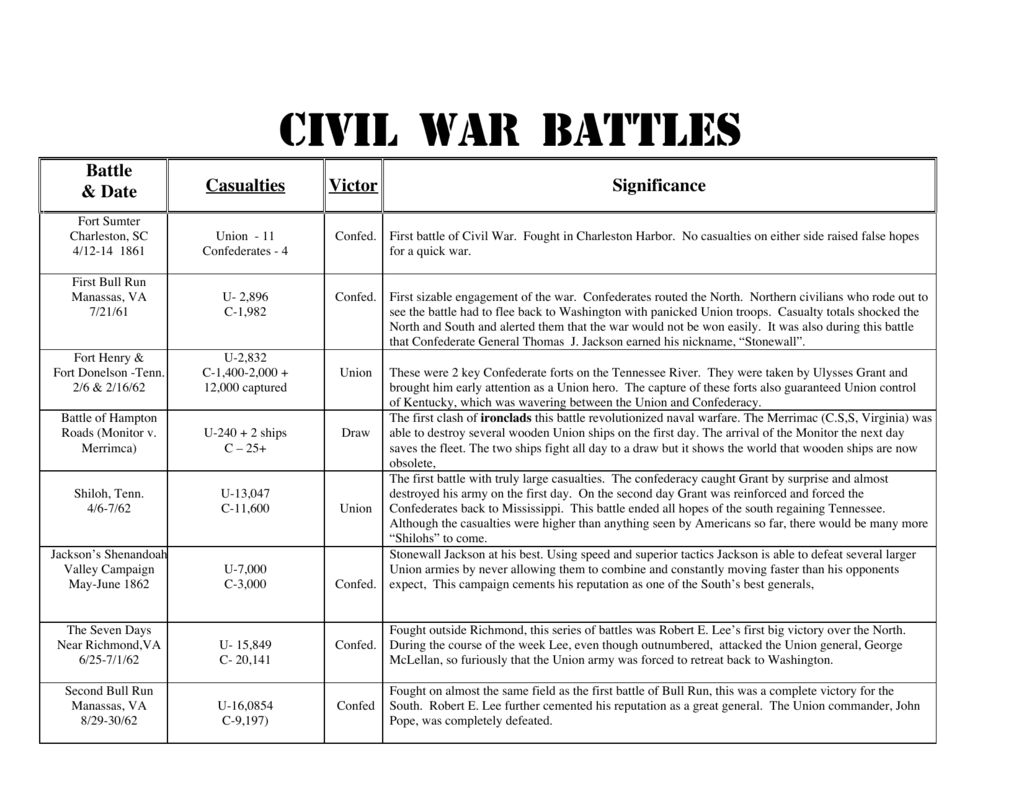 CIVIL WAR BATTLES
Battle
& Date
Casualties
Victor
Significance
Fort Sumter
Charleston, SC
4/12-14 1861
Union - 11
Confederates - 4
Confed.
First battle of Civil War. Fought in Charleston Harbor. No casualties on either side raised false hopes
for a quick war.
First Bull Run
Manassas, VA
7/21/61
U- 2,896
C-1,982
Confed.
First sizable engagement of the war. Confederates routed the North. Northern civilians who rode out to
see the battle had to flee back to Washington with panicked Union troops. Casualty totals shocked the
North and South and alerted them that the war would not be won easily. It was also during this battle
that Confederate General Thomas J. Jackson earned his nickname, “Stonewall”.
Fort Henry &
Fort Donelson -Tenn.
2/6 & 2/16/62
U-2,832
C-1,400-2,000 +
12,000 captured
Union
These were 2 key Confederate forts on the Tennessee River. They were taken by Ulysses Grant and
brought him early attention as a Union hero. The capture of these forts also guaranteed Union control
of Kentucky, which was wavering between the Union and Confederacy.
Battle of Hampton
Roads (Monitor v.
Merrimca)
U-240 + 2 ships
C – 25+
Draw
The first clash of ironclads this battle revolutionized naval warfare. The Merrimac (C.S,S, Virginia) was
able to destroy several wooden Union ships on the first day. The arrival of the Monitor the next day
saves the fleet. The two ships fight all day to a draw but it shows the world that wooden ships are now
obsolete,
Shiloh, Tenn.
4/6-7/62
U-13,047
C-11,600
Union
The first battle with truly large casualties. The confederacy caught Grant by surprise and almost
destroyed his army on the first day. On the second day Grant was reinforced and forced the
Confederates back to Mississippi. This battle ended all hopes of the south regaining Tennessee.
Although the casualties were higher than anything seen by Americans so far, there would be many more
“Shilohs” to come.
Jackson’s Shenandoah
Valley Campaign
May-June 1862
U-7,000
C-3,000
Confed.
Stonewall Jackson at his best. Using speed and superior tactics Jackson is able to defeat several larger
Union armies by never allowing them to combine and constantly moving faster than his opponents
expect, This campaign cements his reputation as one of the South’s best generals,
The Seven Days
Near Richmond,VA
6/25-7/1/62
U- 15,849
C- 20,141
Confed.
Fought outside Richmond, this series of battles was Robert E. Lee’s first big victory over the North.
During the course of the week Lee, even though outnumbered, attacked the Union general, George
McLellan, so furiously that the Union army was forced to retreat back to Washington.
Second Bull Run
Manassas, VA
8/29-30/62
U-16,0854
C-9,197)
Confed
Fought on almost the same field as the first battle of Bull Run, this was a complete victory for the
South. Robert E. Lee further cemented his reputation as a great general. The Union commander, John
Pope, was completely defeated.